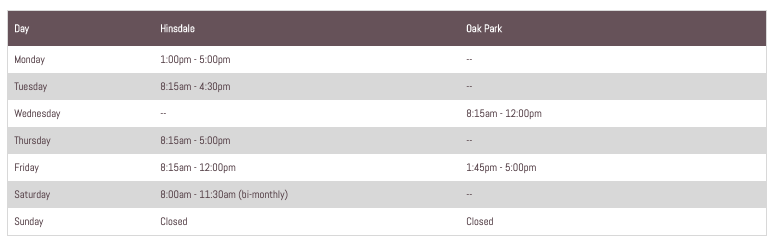 Day Hinsdale Oak Park
Monday 1:00pm - 5:00pm --
Tuesday 8:15am - 4:30pm --
Wednesday -- 8:15am - 12:00pm
Thursday 8:15am - 5:00pm --
Friday 8:15am - 12:00pm 1:45pm - 5:00pm
Saturday 8:00am - 11:30am (bi-monthly) --
Sunday Closed Closed